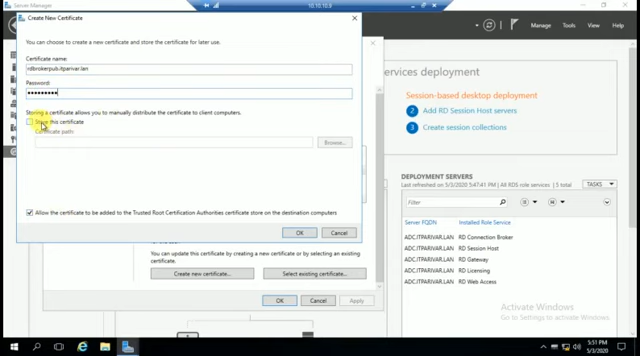 Server Manager
10.10.10.9
Manage
Tools
View
Help
Create New Certificate
You can choose to create a new certificate and store the certificate for later use.
Certificate name:
rdbrokerpub.itparivar.lan
Password:
•••••••••
Storing a certificate allows you to manually distribute the certificate to client computers.
Store this certificate
Certificate path:
Browse...
Allow the certificate to be added to the Trusted Root Certification Authorities certificate store on the destination computers
OK
Cancel
You can update this certificate by creating a new certificate or by selecting an existing
certificate.
Create new certificate...
Select existing certificate...
OK
Cancel
Apply
ervices deployment
Session-based desktop deployment
2 Add RD Session Host servers
3 Create session collections
DEPLOYMENT SERVERS
Last refreshed on 5/3/2020 5:47:41 PM | All RDS role services | 5 total
TASKS
Filter
Server FQDN Installed Role Service
ADC.ITPARIVAR.LAN RD Connection Broker
ADC.ITPARIVAR.LAN RD Session Host
ADC.ITPARIVAR.LAN RD Gateway
ADC.ITPARIVAR.LAN RD Licensing
ADC.ITPARIVAR.LAN RD Web Access
Activate Windows
Go to Settings to activate Windows.
5:51 PM
5/3/2020